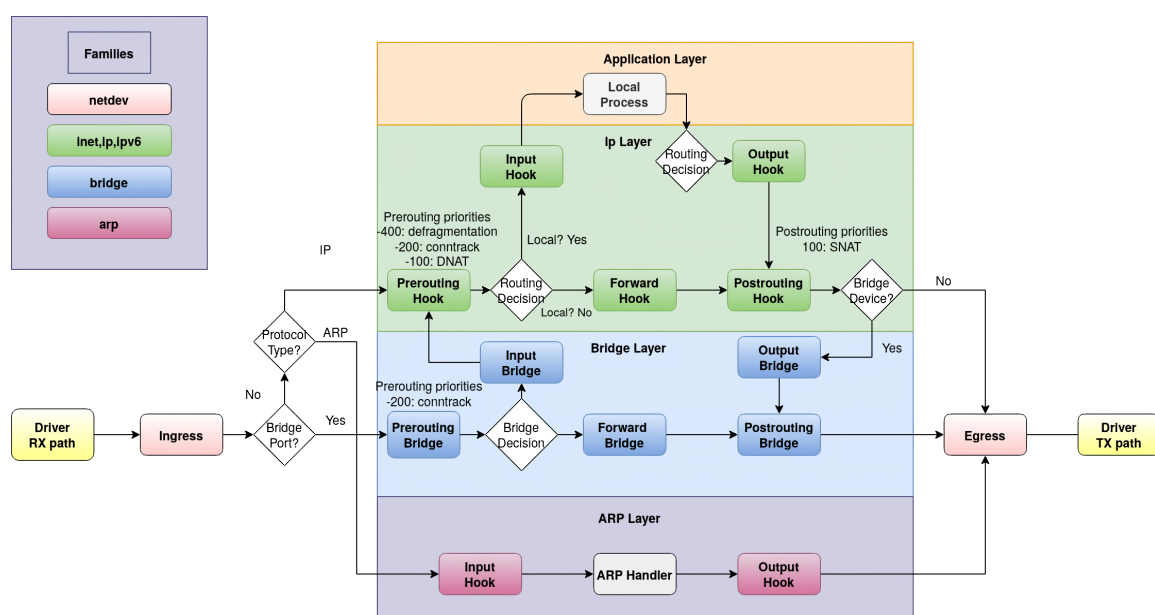 Families
netdev
inet,ip,ipv6
bridge
arp
Application Layer
Local
Process
Ip Layer
Routing
Decision
Output
Hook
Input
Hook
Prerouting priorities
-400: defragmentation
-200: conntrack
-100: DNAT
Local? Yes
Postrouting priorities
100: SNAT
IP
Prerouting
Hook
Routing
Decision
Local? No
Forward
Hook
Postrouting
Hook
Bridge
Device?
No
Yes
Protocol
Type?
ARP
No
Bridge Layer
Input
Bridge
Output
Bridge
Prerouting priorities
-200: conntrack
Driver
RX path
Ingress
Bridge
Port?
Yes
Prerouting
Bridge
Bridge
Decision
Forward
Bridge
Postrouting
Bridge
Egress
Driver
TX path
ARP Layer
Input
Hook
ARP Handler
Output
Hook